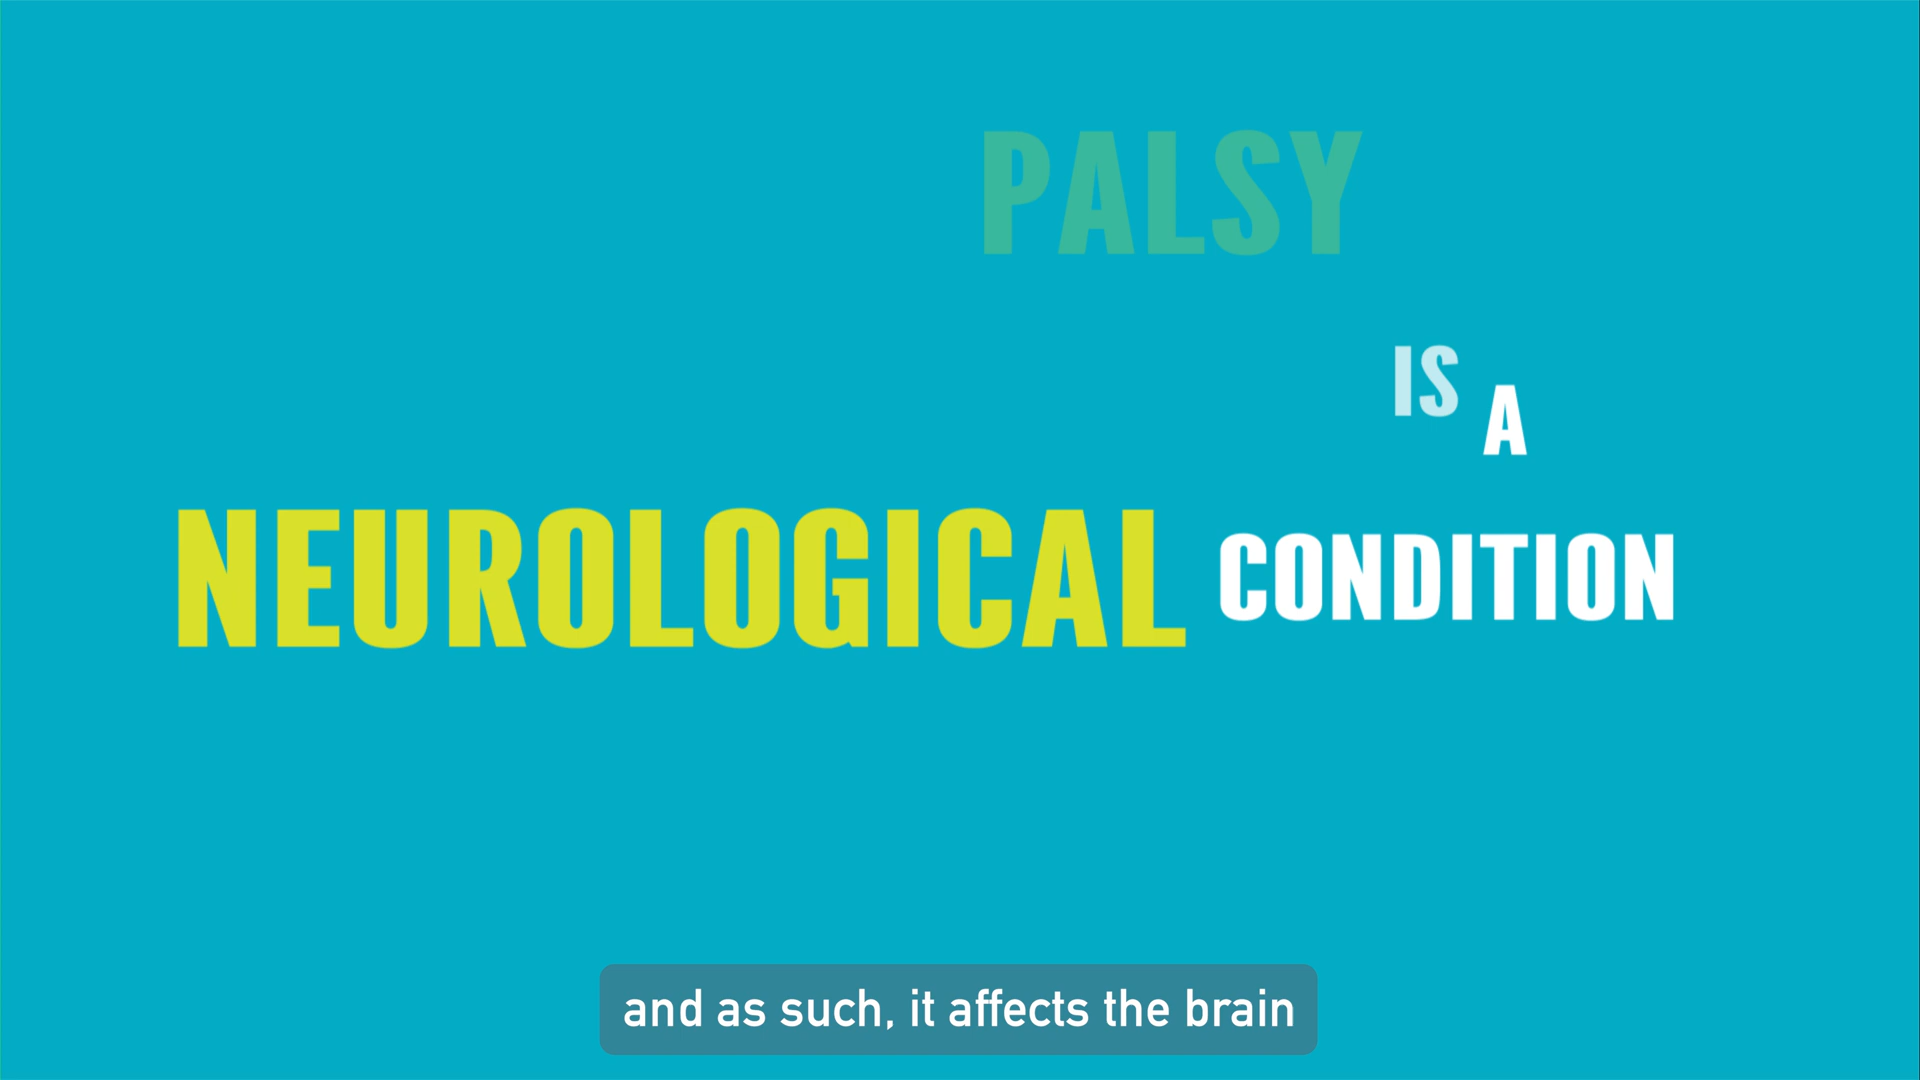 PALSY
IS A
NEUROLOGICAL CONDITION
and as such, it affects the brain